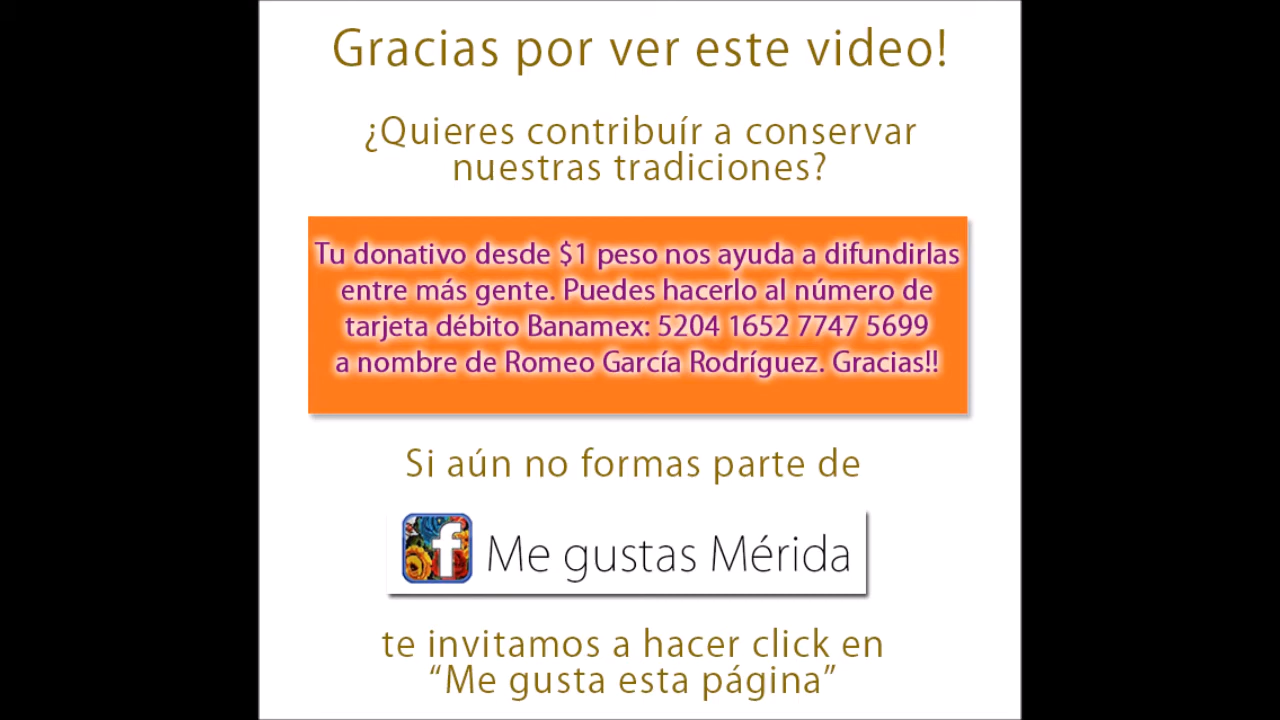 Gracias por ver este video!
¿Quieres contribuír a conservar
nuestras tradiciones?
Tu donativo desde $1 peso nos ayuda a difundirlas
entre más gente. Puedes hacerlo al número de
tarjeta débito Banamex: 5204 1652 7747 5699
a nombre de Romeo García Rodríguez. Gracias!!
Si aún no formas parte de
f Me gustas Mérida
te invitamos a hacer click en
“Me gusta esta página”